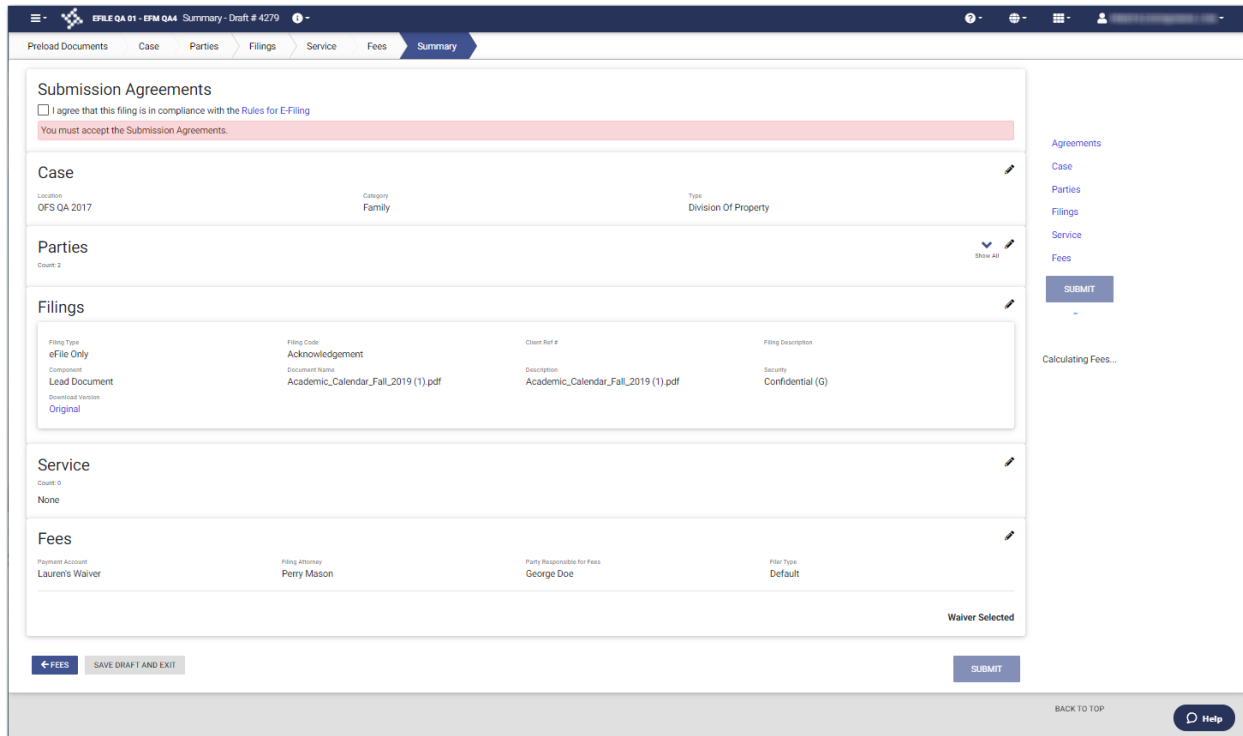 EFILE QA 01 - EFM QA4 Summary - Draft # 4279
Preload Documents Case Parties Filings Service Fees Summary
Submission Agreements
I agree that this filing is in compliance with the Rules for E-Filing
You must accept the Submission Agreements.
Agreements
Case
Parties
Filings
Service
Fees
SUBMIT
Calculating Fees...
Case
Location Category Type
OFS QA 2017 Family Division Of Property
Parties
Count: 2
Show All
Filings
Filing Type Filing Code Client Ref # Filing Description
eFile Only Acknowledgement
Component Document Name Description Security
Lead Document Academic_Calendar_Fall_2019 (1).pdf Academic_Calendar_Fall_2019 (1).pdf Confidential (G)
Download Version
Original
Service
Count: 0
None
Fees
Payment Account Filing Attorney Party Responsible for Fees Filer Type
Lauren's Waiver Perry Mason George Doe Default
Waiver Selected
FEES SAVE DRAFT AND EXIT SUBMIT
BACK TO TOP
Help